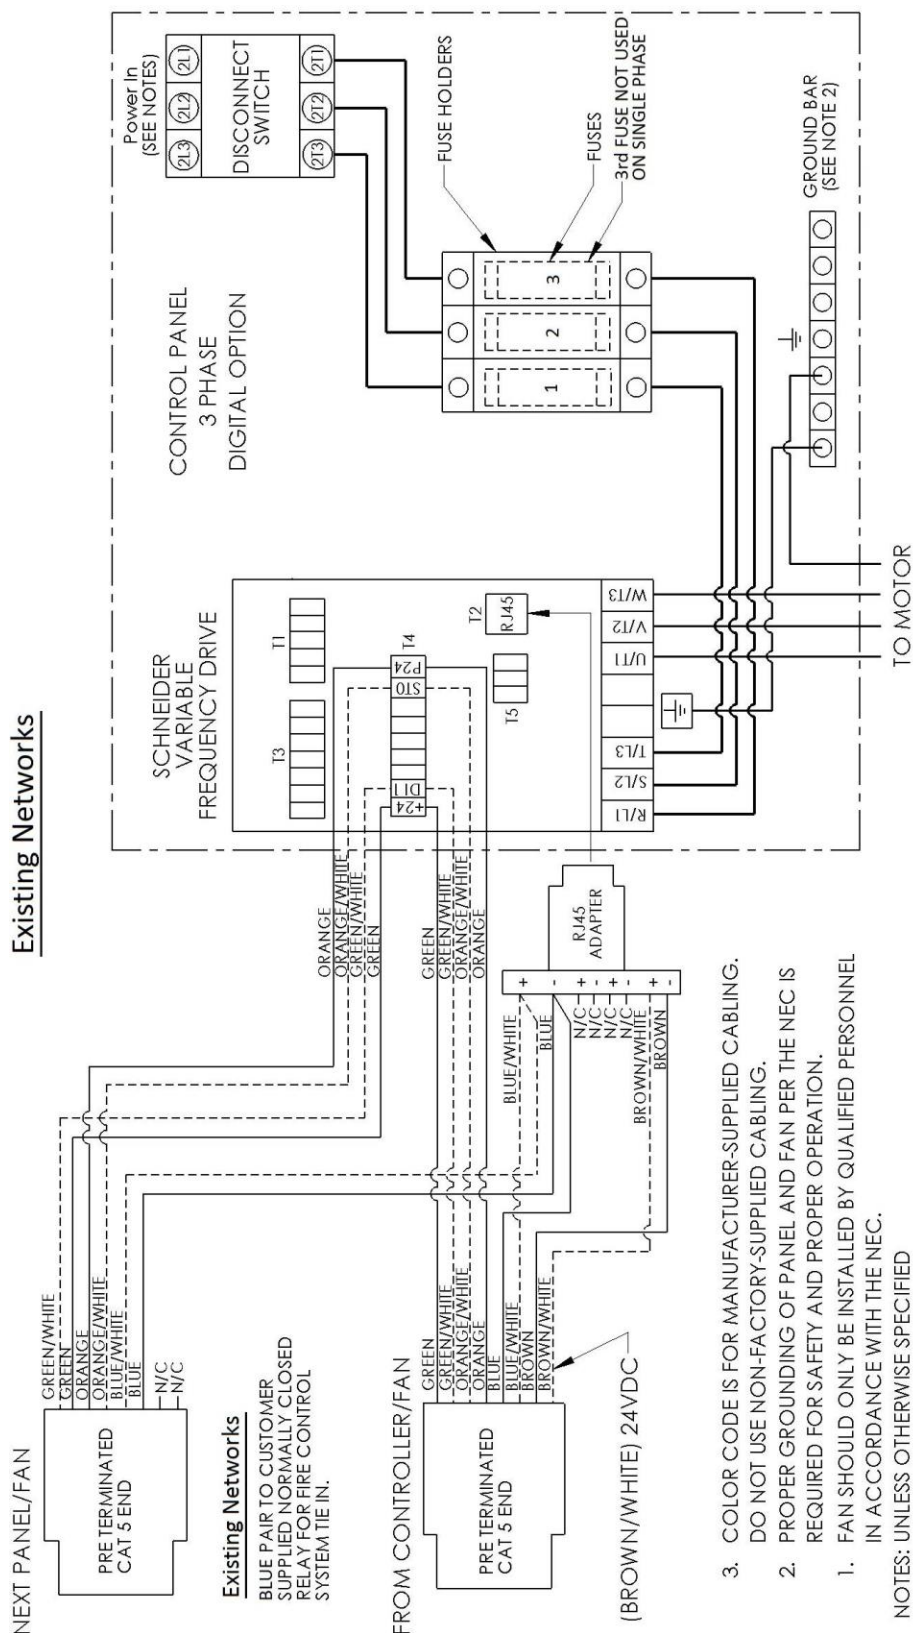 Existing Networks
NEXT PANEL/FAN
PRE TERMINATED
CAT 5 END
GREEN/WHITE
GREEN
ORANGE
ORANGE/WHITE
BLUE/WHITE
BLUE
N/C
N/C
Existing Networks
BLUE PAIR TO CUSTOMER
SUPPLIED NORMALLY CLOSED
RELAY FOR FIRE CONTROL
SYSTEM TIE IN.
FROM CONTROLLER/FAN
PRE TERMINATED
CAT 5 END
GREEN
GREEN/WHITE
ORANGE/WHITE
ORANGE
BLUE
BLUE/WHITE
BROWN
BROWN/WHITE
(BROWN/WHITE) 24VDC
ORANGE
ORANGE/WHITE
GREEN/WHITE
GREEN
GREEN
GREEN/WHITE
ORANGE/WHITE
ORANGE
BLUE/WHITE
BLUE
N/C
N/C
N/C
N/C
BROWN/WHITE
BROWN
+
-
+
-
+
-
+
-
RJ45
ADAPTER
SCHNEIDER
VARIABLE
FREQUENCY DRIVE
T3
T1
+24
DI1
STO
P24
T4
T5
T2
RJ45
R/L1
S/L2
T/L3
U/T1
V/T2
W/T3
TO MOTOR
CONTROL PANEL
3 PHASE
DIGITAL OPTION
Power In
(SEE NOTES)
2L3
2L2
2L1
DISCONNECT
SWITCH
2T3
2T2
2T1
FUSE HOLDERS
1
2
3
FUSES
3rd FUSE NOT USED
ON SINGLE PHASE
GROUND BAR
(SEE NOTE 2)
3. COLOR CODE IS FOR MANUFACTURER-SUPPLIED CABLING.
DO NOT USE NON-FACTORY-SUPPLIED CABLING.
2. PROPER GROUNDING OF PANEL AND FAN PER THE NEC IS
REQUIRED FOR SAFETY AND PROPER OPERATION.
1. FAN SHOULD ONLY BE INSTALLED BY QUALIFIED PERSONNEL
IN ACCORDANCE WITH THE NEC.
NOTES: UNLESS OTHERWISE SPECIFIED